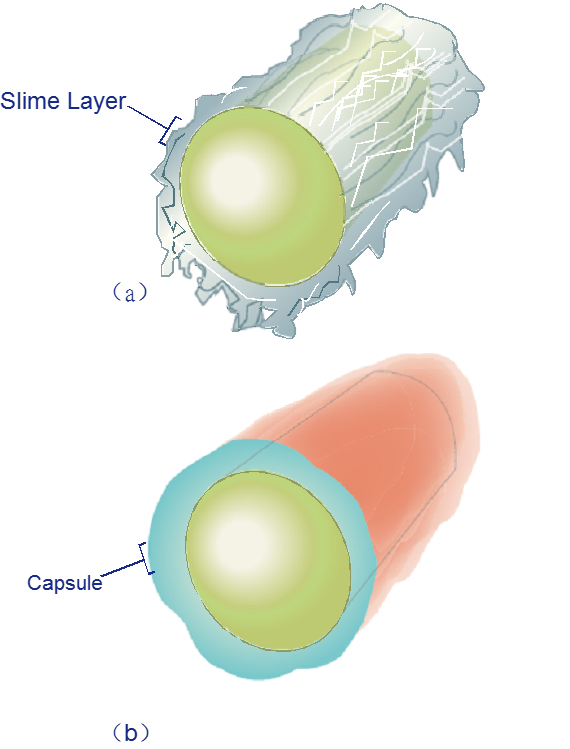 Slime Layer
（a）
Capsule
（b）